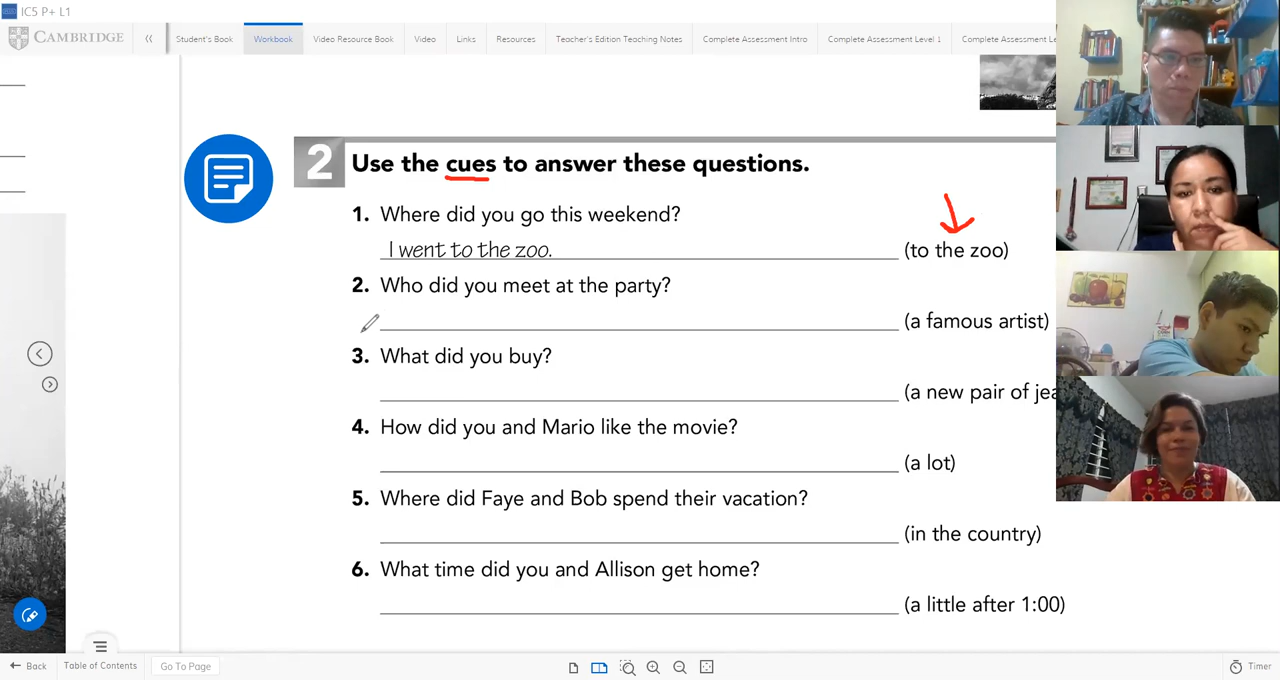 IC5 P+ L1
CAMBRIDGE
Student's Book
Workbook
Video Resource Book
Video
Links
Resources
Teacher's Edition Teaching Notes
Complete Assessment Intro
Complete Assessment Level 1
Complete Assessment Le
2 Use the cues to answer these questions.
1. Where did you go this weekend?
I went to the zoo. (to the zoo)
2. Who did you meet at the party?
(a famous artist)
3. What did you buy?
(a new pair of jea
4. How did you and Mario like the movie?
(a lot)
5. Where did Faye and Bob spend their vacation?
(in the country)
6. What time did you and Allison get home?
(a little after 1:00)
Back
Table of Contents
Go To Page
Timer